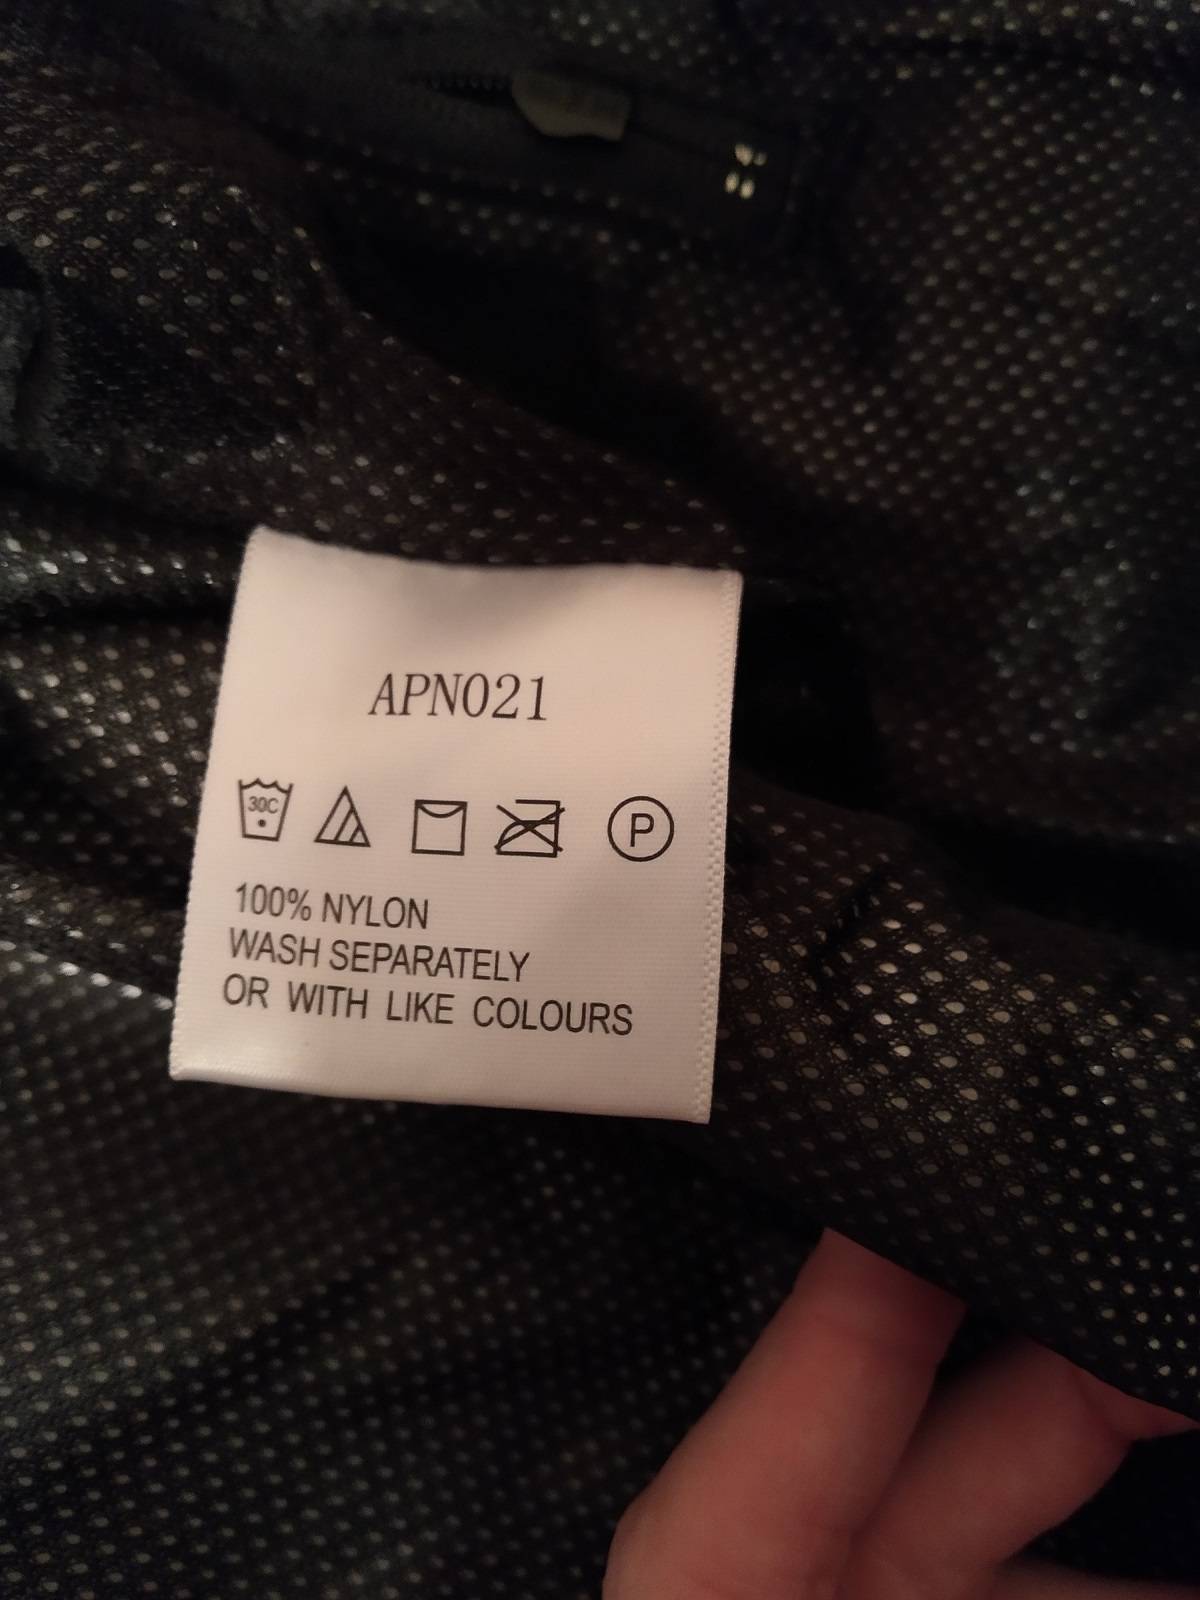 APN021
30C
P
100% NYLON
WASH SEPARATELY
OR WITH LIKE COLOURS